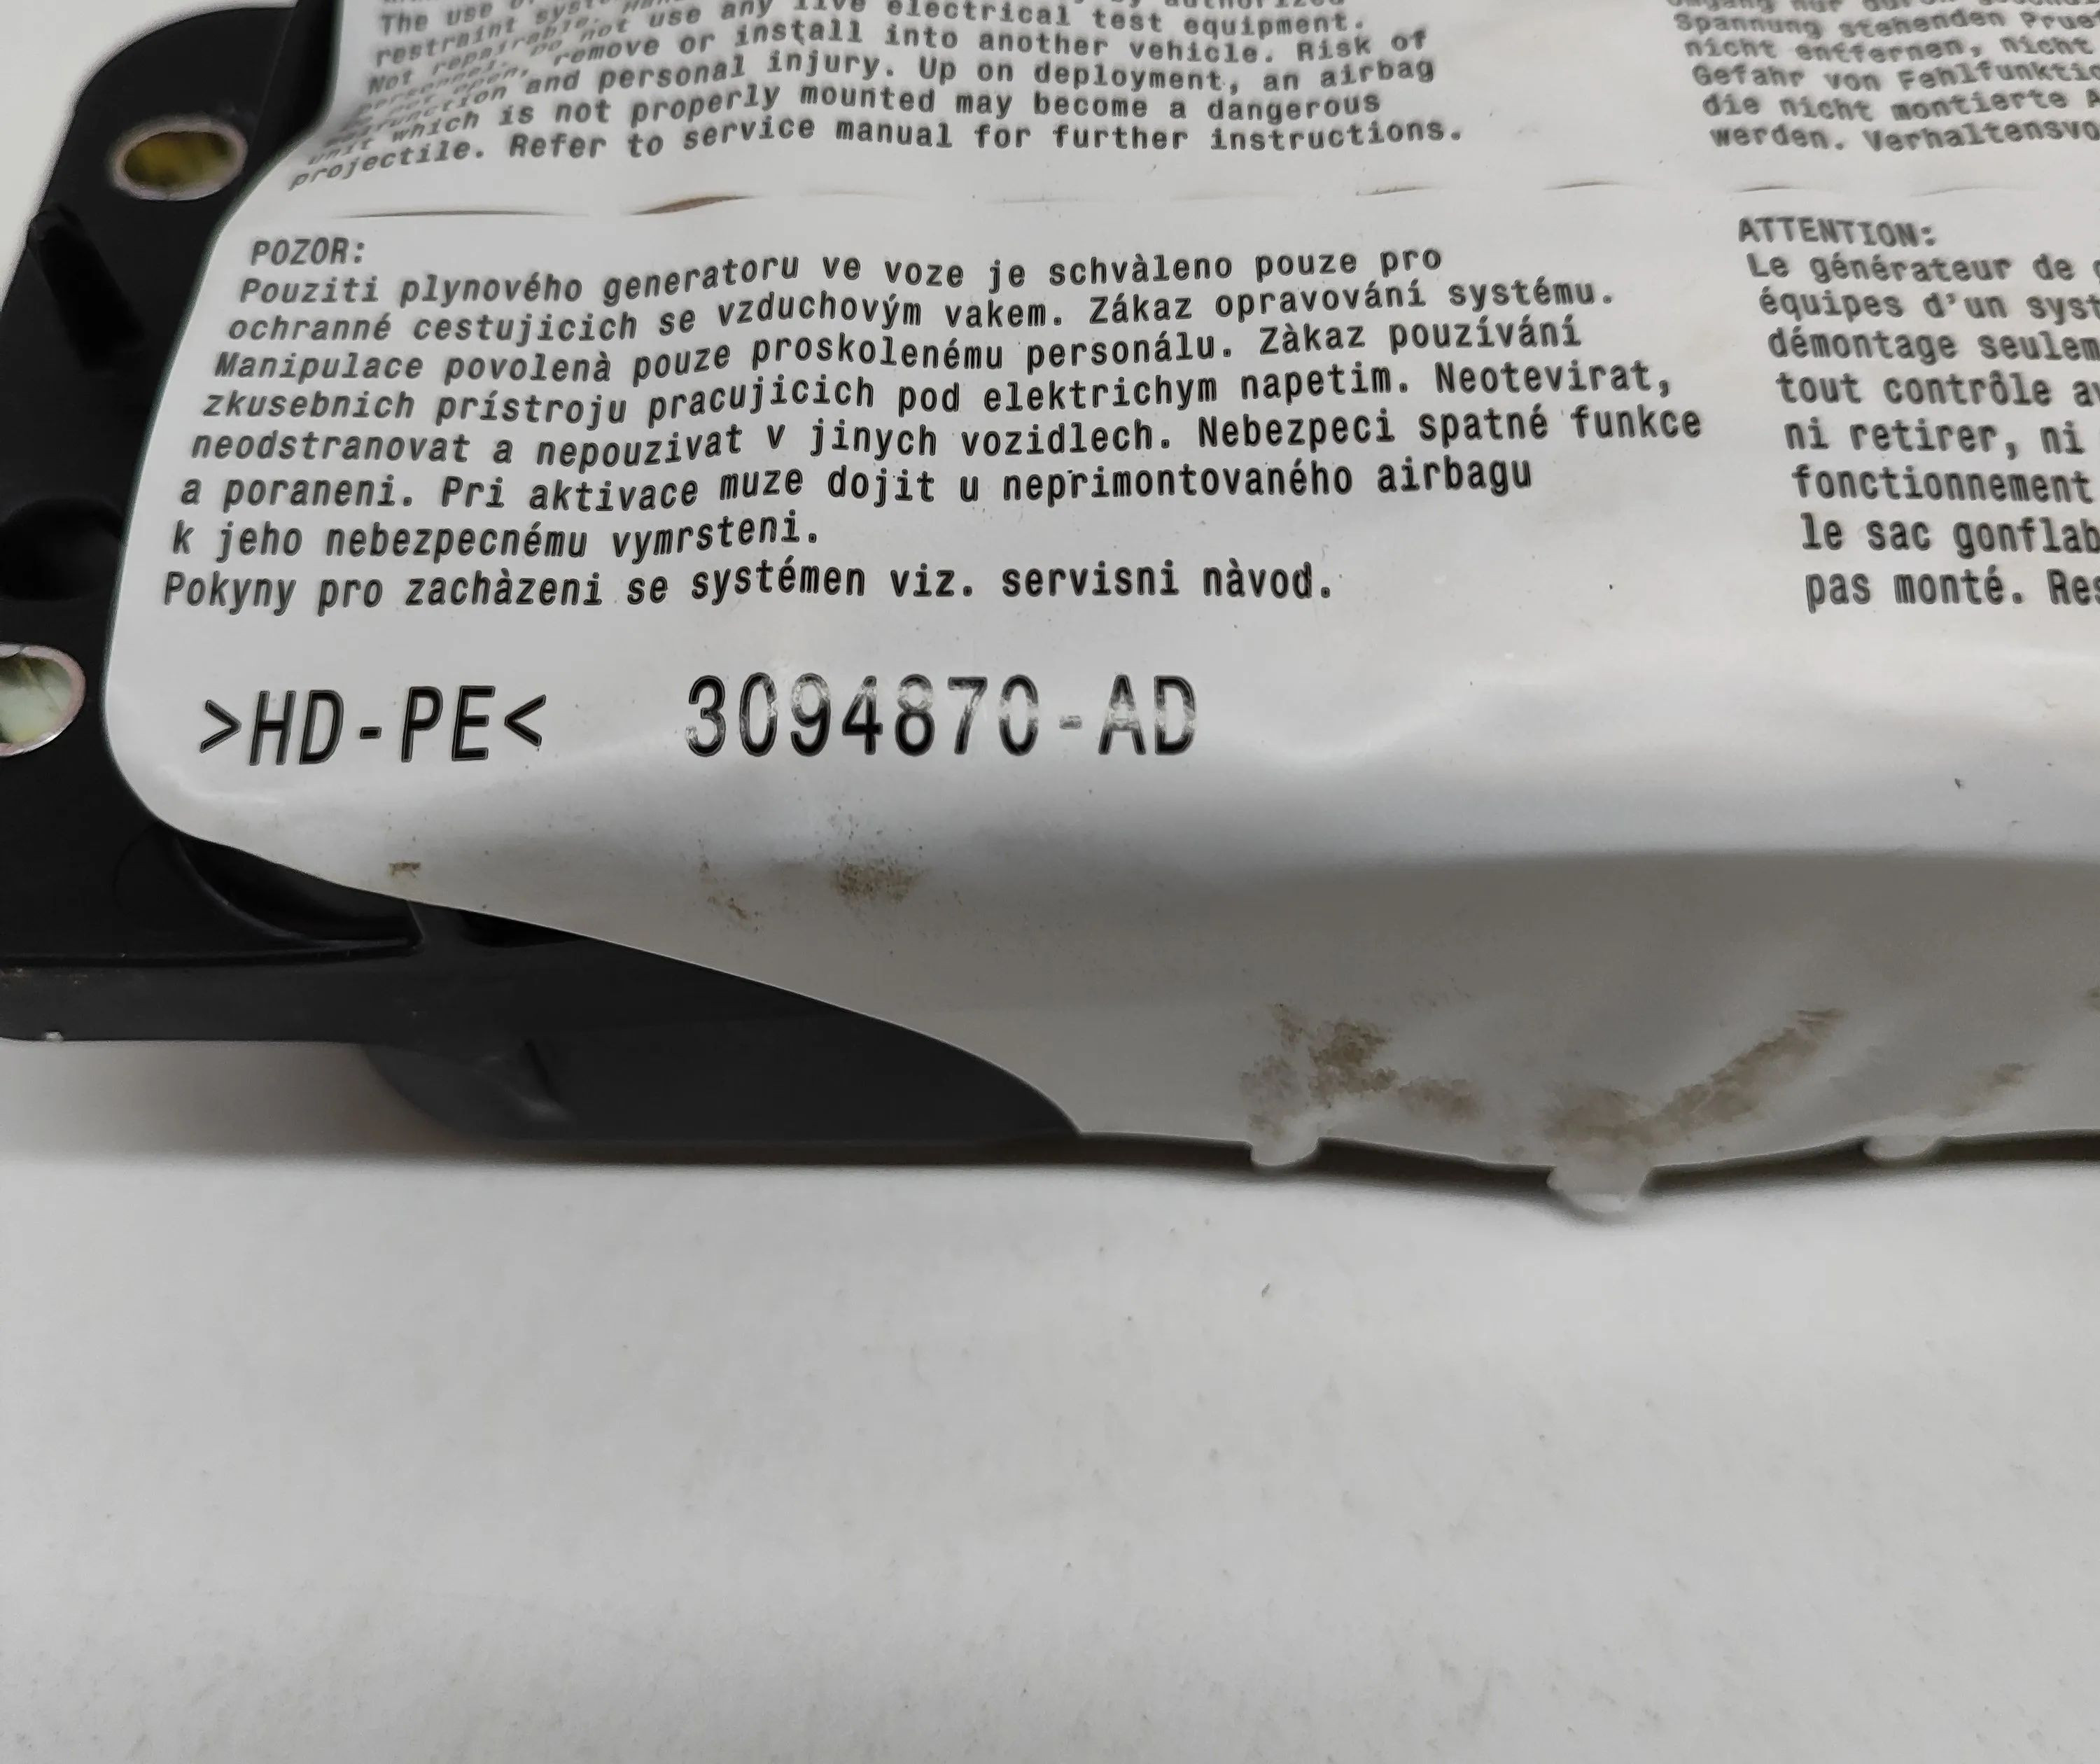 The use
restraint use any live electrical test equipment.
Not remove or install into another vehicle. Risk of
and personal injury. Up on deployment, an airbag
unit which is not properly mounted may become a dangerous
projectile. Refer to service manual for further instructions.
POZOR:
Pouziti plynového generatoru ve voze je schvàleno pouze pro
ochranné cestujicich se vzduchovým vakem. Zákaz opravování systému.
Manipulace povolenà pouze proskolenému personálu. Zàkaz pouzívání
zkusebnich prístroju pracujicich pod elektrichym napetim. Neotevirat,
neodstranovat a nepouzivat v jinych vozidlech. Nebezpeci spatné funkce
a poraneni. Pri aktivace muze dojit u neprimontovaného airbagu
k jeho nebezpecnému vymrsteni.
Pokyny pro zachàzeni se systémen viz. servisni nàvod.
>HD-PE< 3094870-AD
Spannung stehenden
nicht entfernen, nicht
Gefahr von
die nicht montierte
werden.
ATTENTION:
Le générateur de
équipes d'un
démontage
tout contrôle
ni retirer, ni
fonctionnement
le sac
pas monté.